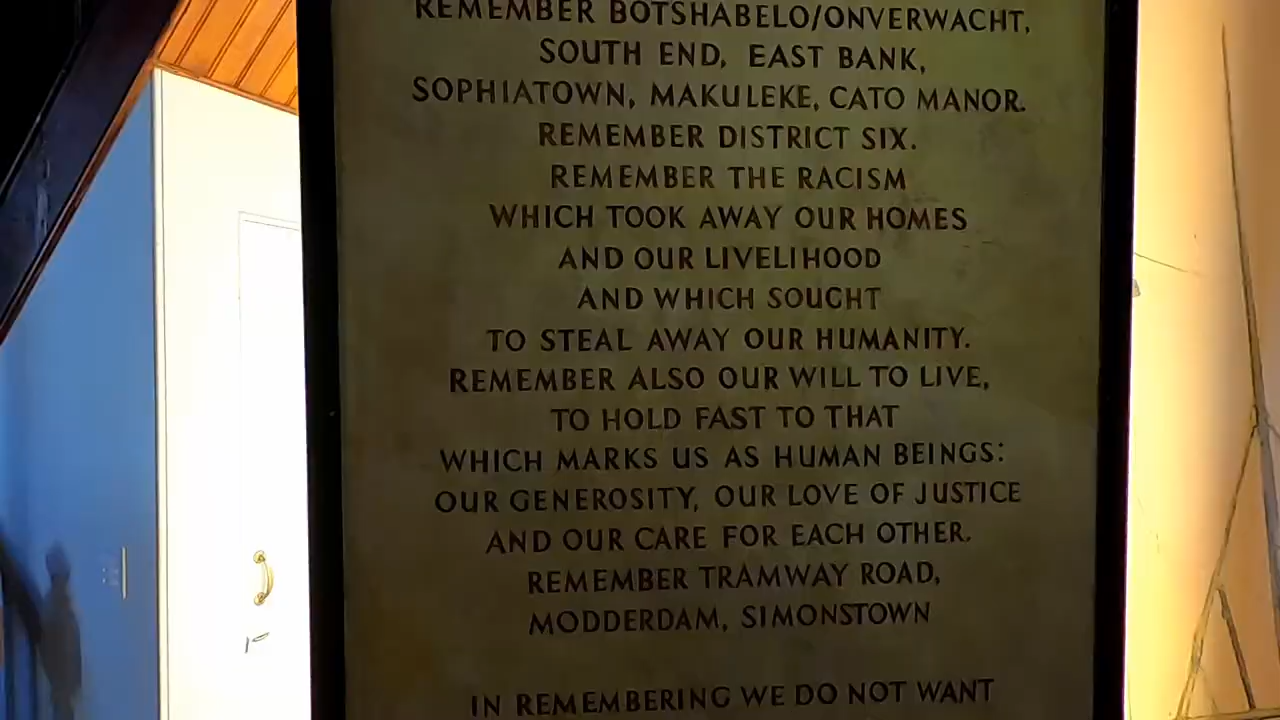 REMEMBER BOTSHABELO/ONVERWACHT,
SOUTH END, EAST BANK,
SOPHIATOWN, MAKULEKE, CATO MANOR.
REMEMBER DISTRICT SIX.
REMEMBER THE RACISM
WHICH TOOK AWAY OUR HOMES
AND OUR LIVELIHOOD
AND WHICH SOUGHT
TO STEAL AWAY OUR HUMANITY.
REMEMBER ALSO OUR WILL TO LIVE,
TO HOLD FAST TO THAT
WHICH MARKS US AS HUMAN BEINGS:
OUR GENEROSITY, OUR LOVE OF JUSTICE
AND OUR CARE FOR EACH OTHER.
REMEMBER TRAMWAY ROAD,
MODDERDAM, SIMONSTOWN
IN REMEMBERING WE DO NOT WANT